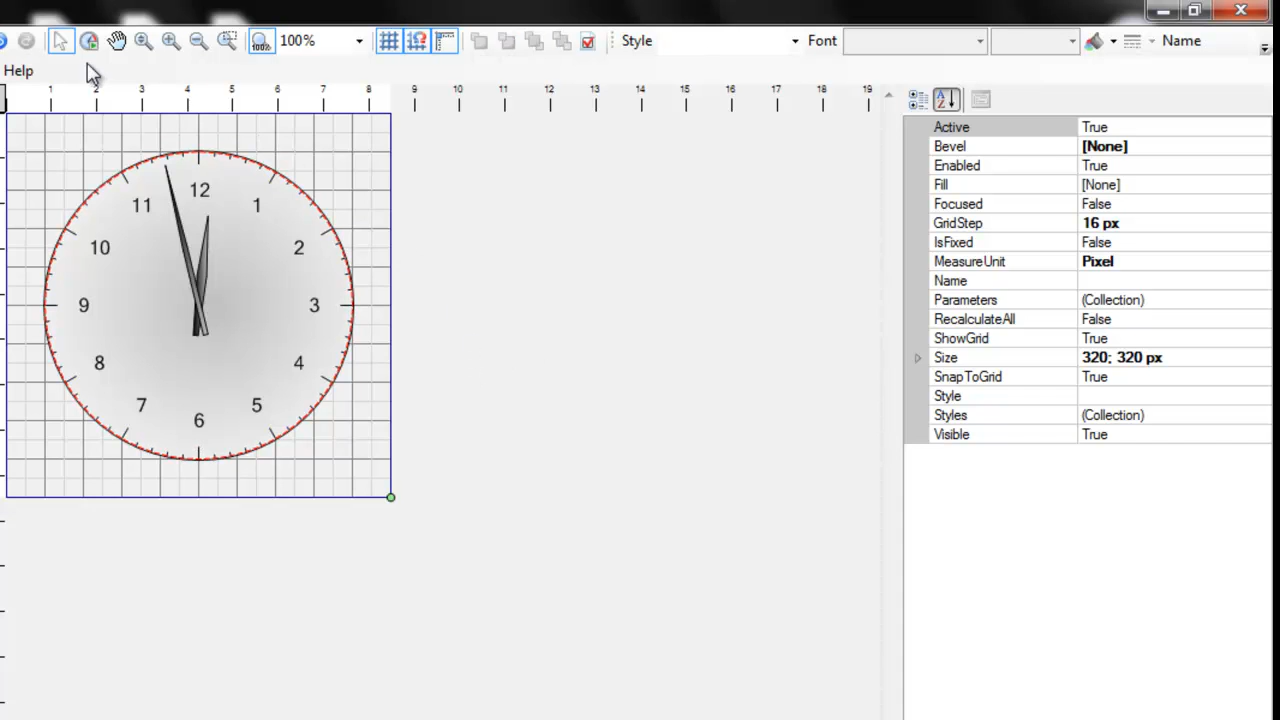 100% Style Font Name
Help
1 2 3 4 5 6 7 8 9 10 11 12 13 14 15 16 17 18 19
Active True
Bevel [None]
Enabled True
Fill [None]
Focused False
GridStep 16 px
IsFixed False
MeasureUnit Pixel
Name
Parameters (Collection)
RecalculateAll False
ShowGrid True
Size 320; 320 px
SnapToGrid True
Style
Styles (Collection)
Visible True
12
11 1
10 2
9 3
8 4
7 5
6